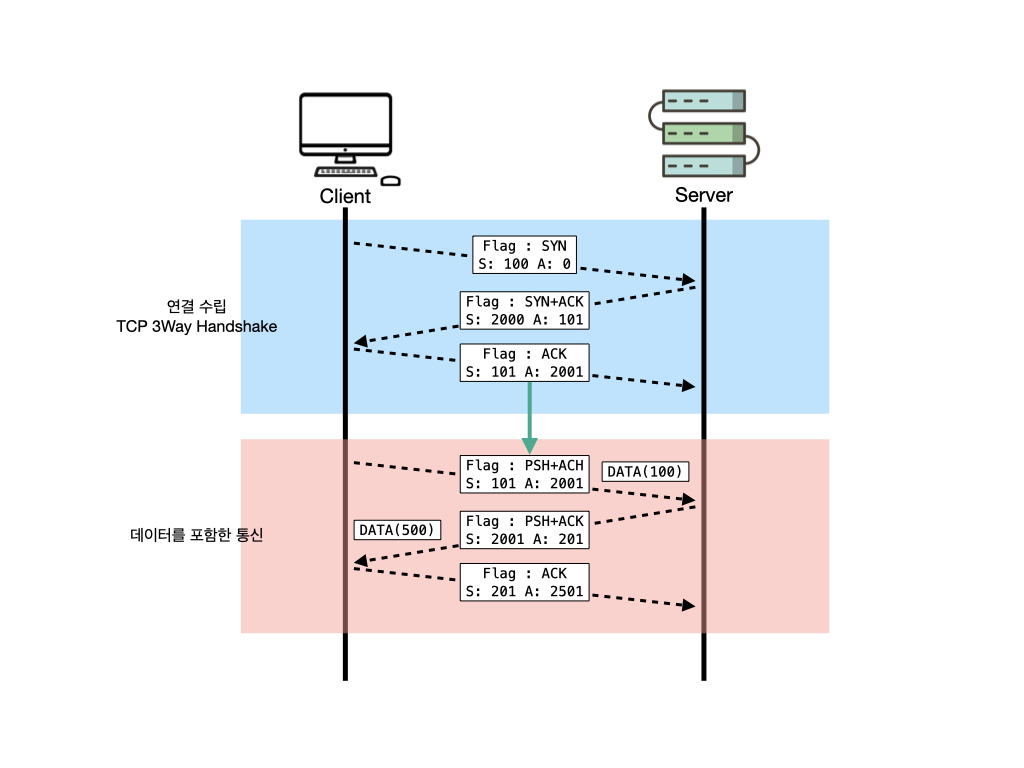 Client
Server
Flag : SYN
S: 100 A: 0
Flag : SYN+ACK
S: 2000 A: 101
연결 수립
TCP 3Way Handshake
Flag : ACK
S: 101 A: 2001
Flag : PSH+ACH
S: 101 A: 2001
DATA(100)
Flag : PSH+ACK
S: 2001 A: 201
DATA(500)
데이터를 포함한 통신
Flag : ACK
S: 201 A: 2501